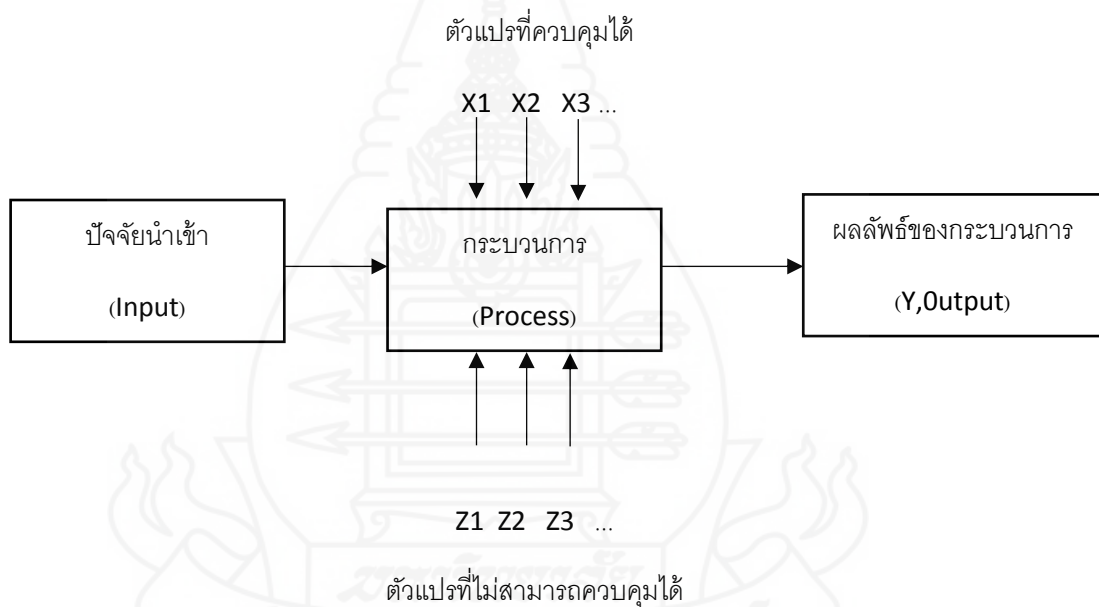 ตัวแปรที่ควบคุมได้
X1 X2 X3 ...
ปัจจัยนำเข้า
(Input)
กระบวนการ
(Process)
ผลลัพธ์ของกระบวนการ
(Y,0utput)
Z1 Z2 Z3 ...
ตัวแปรที่ไม่สามารถควบคุมได้